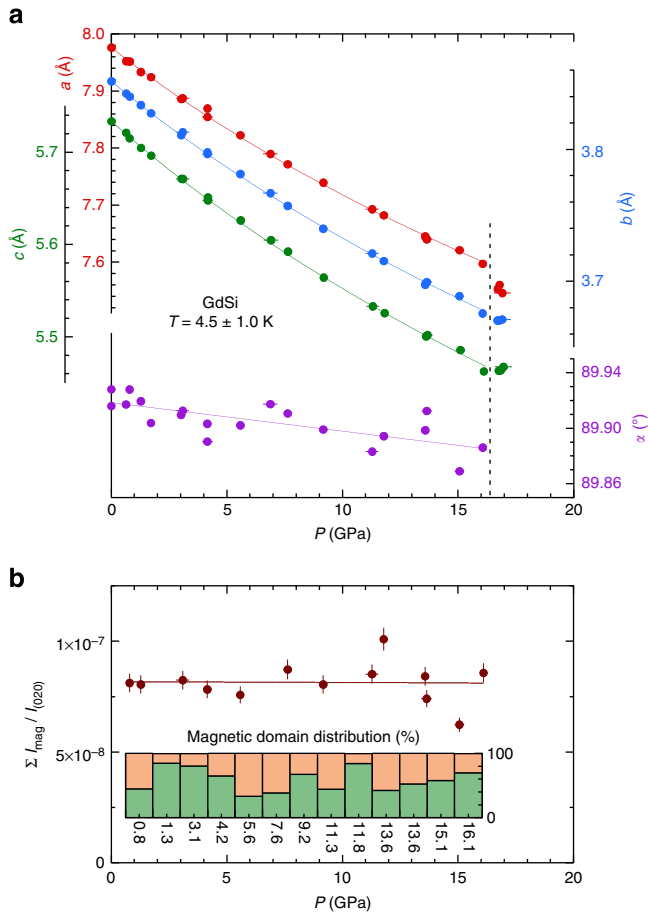 a
8.0
7.9
7.8
7.7
7.6
a (Å)
5.7
5.6
5.5
c (Å)
3.8
3.7
b (Å)
GdSi
T = 4.5 ± 1.0 K
89.94
89.90
89.86
α (°)
0 5 10 15 20
P (GPa)
b
1×10⁻⁷
5×10⁻⁸
0
Σ Imag / I(020)
Magnetic domain distribution (%)
100
0
0.8 1.3 3.1 4.2 5.6 7.6 9.2 11.3 11.8 13.6 13.6 15.1 16.1
0 5 10 15 20
P (GPa)